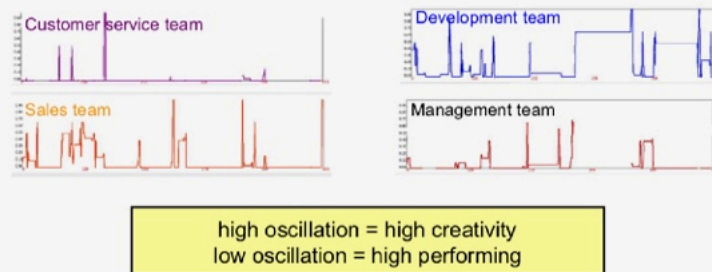 Customer service team
Development team
Sales team
Management team
high oscillation = high creativity
low oscillation = high performing